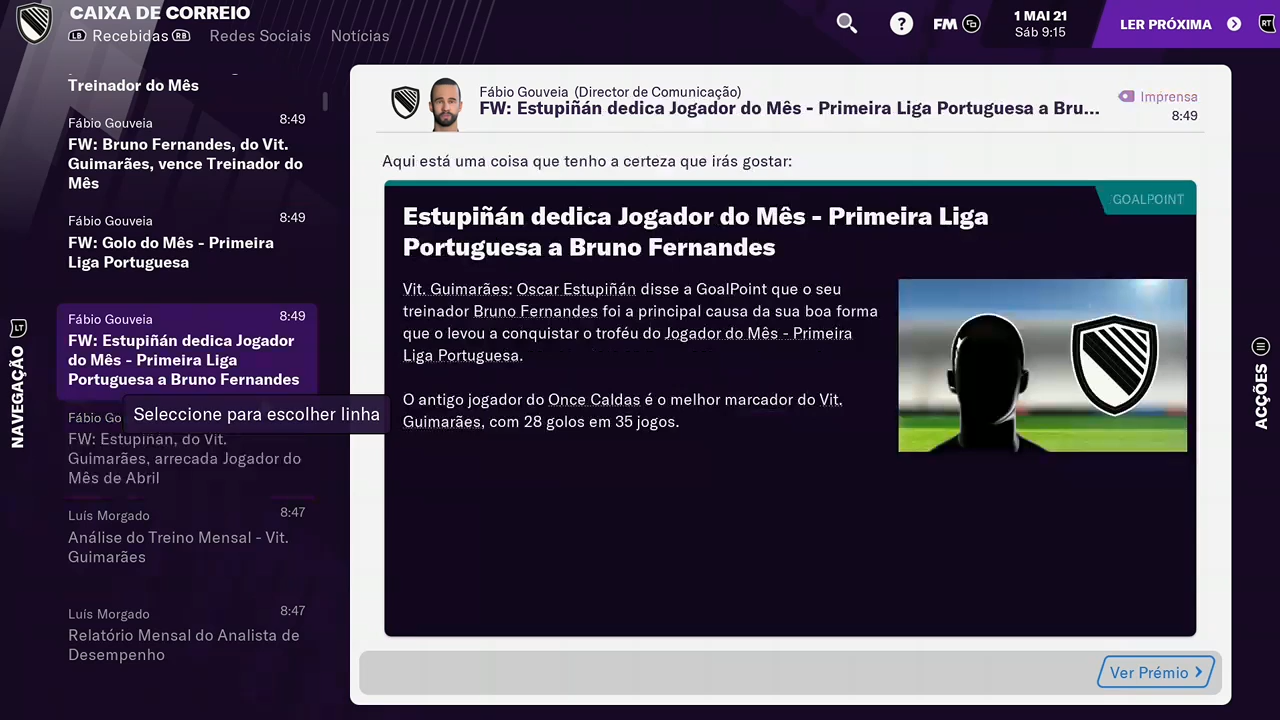 CAIXA DE CORREIO
LB Recebidas RB Redes Sociais Notícias
? FM
1 MAI 21
Sáb 9:15
LER PRÓXIMA RT
NAVEGAÇÃO LT
Treinador do Mês
Fábio Gouveia 8:49
FW: Bruno Fernandes, do Vit.
Guimarães, vence Treinador do
Mês
Fábio Gouveia 8:49
FW: Golo do Mês - Primeira
Liga Portuguesa
Fábio Gouveia 8:49
FW: Estupiñán dedica Jogador
do Mês - Primeira Liga
Portuguesa a Bruno Fernandes
Fábio Go
Seleccione para escolher linha
FW: Estupiñán, do Vit.
Guimarães, arrecada Jogador do
Mês de Abril
Luís Morgado 8:47
Análise do Treino Mensal - Vit.
Guimarães
Luís Morgado 8:47
Relatório Mensal do Analista de
Desempenho
Fábio Gouveia (Director de Comunicação)
FW: Estupiñán dedica Jogador do Mês - Primeira Liga Portuguesa a Bru...
Imprensa
8:49
Aqui está uma coisa que tenho a certeza que irás gostar:
GOALPOINT
Estupiñán dedica Jogador do Mês - Primeira Liga
Portuguesa a Bruno Fernandes
Vit. Guimarães: Oscar Estupiñán disse a GoalPoint que o seu
treinador Bruno Fernandes foi a principal causa da sua boa forma
que o levou a conquistar o troféu do Jogador do Mês - Primeira
Liga Portuguesa.
O antigo jogador do Once Caldas é o melhor marcador do Vit.
Guimarães, com 28 golos em 35 jogos.
Ver Prémio
ACÇÕES